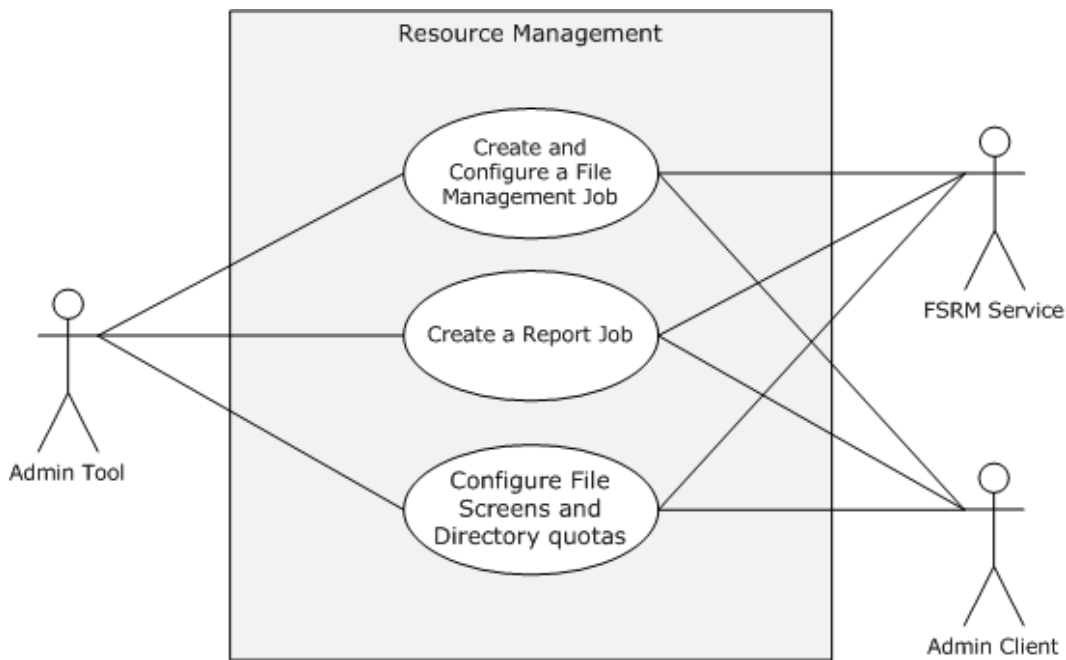 Resource Management
Create and
Configure a File
Management Job
FSRM Service
Create a Report Job
Admin Tool
Configure File
Screens and
Directory quotas
Admin Client